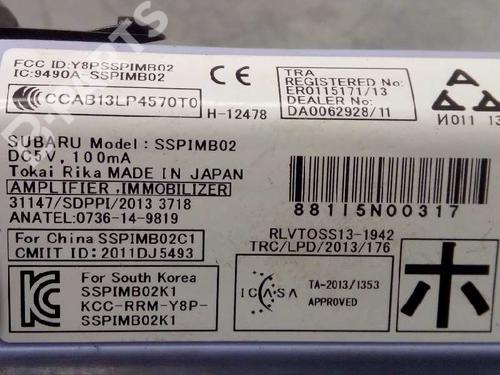 FCC ID:Y8PSSPIMB02
IC:9490A-SSPIMB02
CCAB13LP4570T0
H-12478
TRA
REGISTERED No:
ER0115171/13
DEALER No:
DA0062928/11
И011 13
SUBARU Model: SSPIMB02
DC5V, 100mA
Tokai Rika MADE IN JAPAN
AMPLIFIER,IMMOBILIZER
31147/SDPPI/2013 3718
ANATEL:0736-14-9819
88115N00317
For China SSPIMB02C1
CMIIT ID:2011DJ5493
RLVTOSS13-1942
TRC/LPD/2013/176
For South Korea
SSPIMB02K1
KCC-RRM-Y8P-
SSPIMB02K1
ICASA
TA-2013/1353
APPROVED
ホ